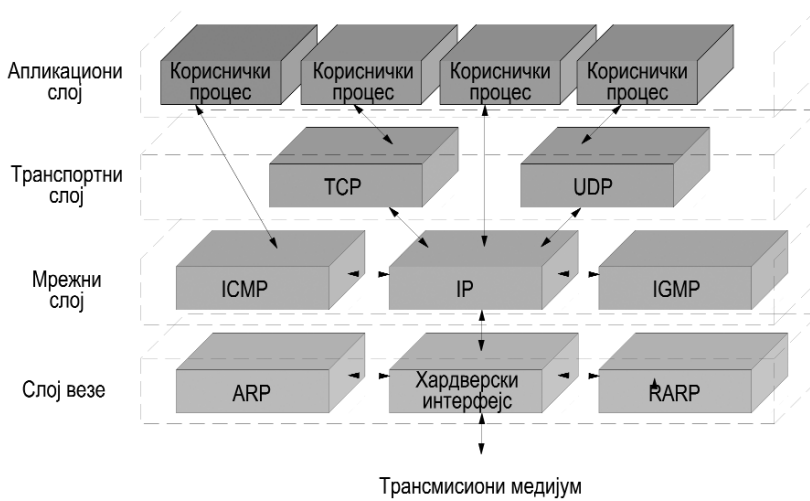 Апликациони
слој
Кориснички
процес
Кориснички
процес
Кориснички
процес
Кориснички
процес
Транспортни
слој
TCP
UDP
Мрежни
слој
ICMP
IP
IGMP
Слој везе
ARP
Хардверски
интерфејс
RARP
Трансмисиони медијум